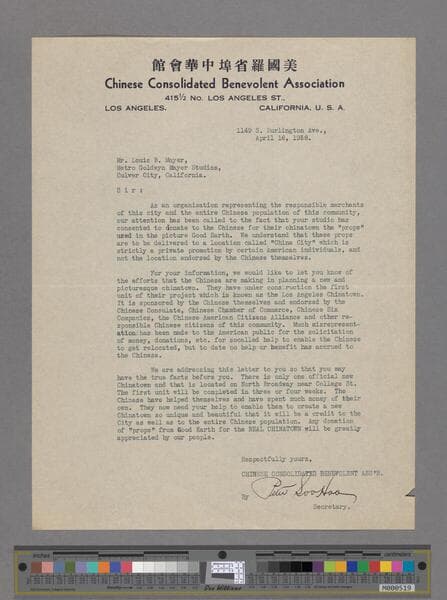 美國羅省埠中華會館
Chinese Consolidated Benevolent Association
415½ No. LOS ANGELES ST.,
LOS ANGELES. CALIFORNIA, U. S. A.
1149 S. Burlington Ave.,
April 16, 1938.
Mr. Louis B. Mayer,
Metro Goldwyn Mayer Studios,
Culver City, California.
Sir:
As an organisation representing the responsible merchants
of this city and the entire Chinese population of this community,
our attention has been called to the fact that your studio has
consented to donate to the Chinese for their chinatown the "props"
used in the picture Good Earth. We understand that these props
are to be delivered to a location called "China City" which is
strictly a private promotion by certain American individuals, and
not the location endorsed by the Chinese themselves.
For your information, we would like to let you know of
the efforts that the Chinese are making in planning a new and
picturesque chinatown. They have under construction the first
unit of their project which is known as the Los Angeles Chinatown.
It is sponsored by the Chinese themselves and endorsed by the
Chinese Consulate, Chinese Chamber of Commerce, Chinese Six
Companies, the Chinese American Citizens Alliance and other re-
sponsible Chinese citizens of this community. Much misrepresent-
ation has been made to the American public for the solicitation
of money, donations, etc. for socalled help to enable the Chinese
to get relocated, but to date no help or benefit has accrued to
the Chinese.
We are addressing this letter to you so that you may
have the true facts before you. There is only one official new
Chinatown and that is located on North Broadway near College St.
The first unit will be completed in three or four weeks. The
Chinese have helped themselves and have spent much money of their
own. They now need your help to enable them to create a new
Chinatown so unique and beautiful that it will be a credit to the
City as well as to the entire Chinese population. Any donation
of "props" from Good Earth for the REAL CHINATOWN will be greatly
appreciated by our people.
Respectfully yours,
CHINESE CONSOLIDATED BENEVOLENT ASS'N.
By Peter SooHoo
Secretary.
inches
centimeters
Don Williams
M000519